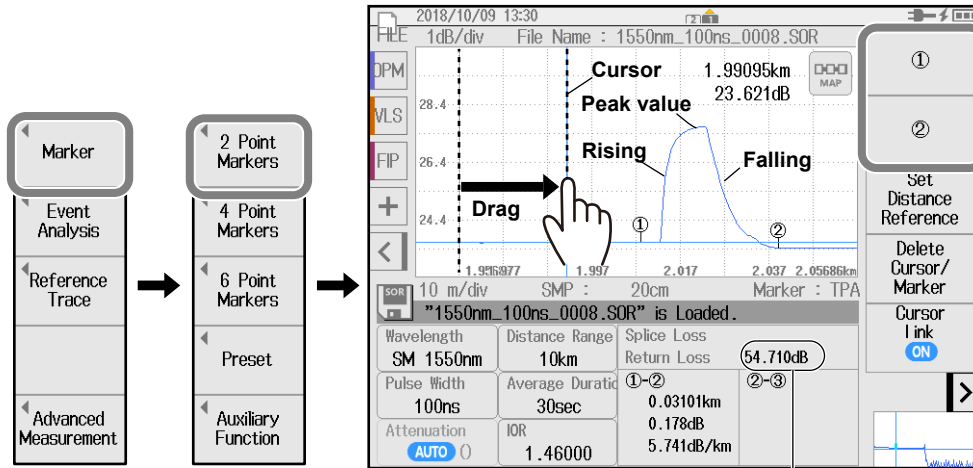 Marker
Event
Analysis
Reference
Trace
Advanced
Measurement
2 Point
Markers
4 Point
Markers
6 Point
Markers
Preset
Auxiliary
Function
2018/10/09 13:30
2 1
FILE 1dB/div File Name : 1550nm_100ns_0008.SOR
OPM
VLS
FIP
+
<
Cursor
1.99095km
23.621dB
MAP
28.4
26.4
24.4
Peak value
Rising
Falling
Drag
①
②
1.997
2.017
2.037
2.05686km
SOR
10 m/div SMP : 20cm Marker : TPA
"1550nm_100ns_0008.SOR" is Loaded.
Wavelength
SM 1550nm
Distance Range
10km
Splice Loss
Return Loss 54.710dB
Pulse Width
100ns
Average Duratio
30sec
①-②
0.03101km
0.178dB
5.741dB/km
②-③
Attenuation
AUTO ()
IOR
1.46000
①
②
Set
Distance
Reference
Delete
Cursor/
Marker
Cursor
Link
ON
>